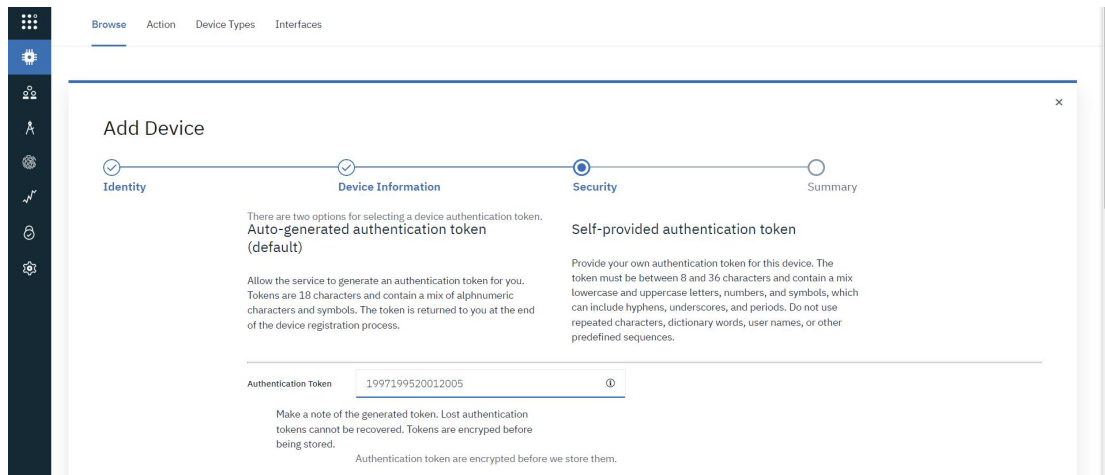 Browse Action Device Types Interfaces
×
Add Device
Identity Device Information Security Summary
There are two options for selecting a device authentication token.
Auto-generated authentication token
(default)
Allow the service to generate an authentication token for you.
Tokens are 18 characters and contain a mix of alphnumeric
characters and symbols. The token is returned to you at the end
of the device registration process.
Self-provided authentication token
Provide your own authentication token for this device. The
token must be between 8 and 36 characters and contain a mix
lowercase and uppercase letters, numbers, and symbols, which
can include hyphens, underscores, and periods. Do not use
repeated characters, dictionary words, user names, or other
predefined sequences.
Authentication Token 1997199520012005
Make a note of the generated token. Lost authentication
tokens cannot be recovered. Tokens are encryped before
being stored.
Authentication token are encrypted before we store them.